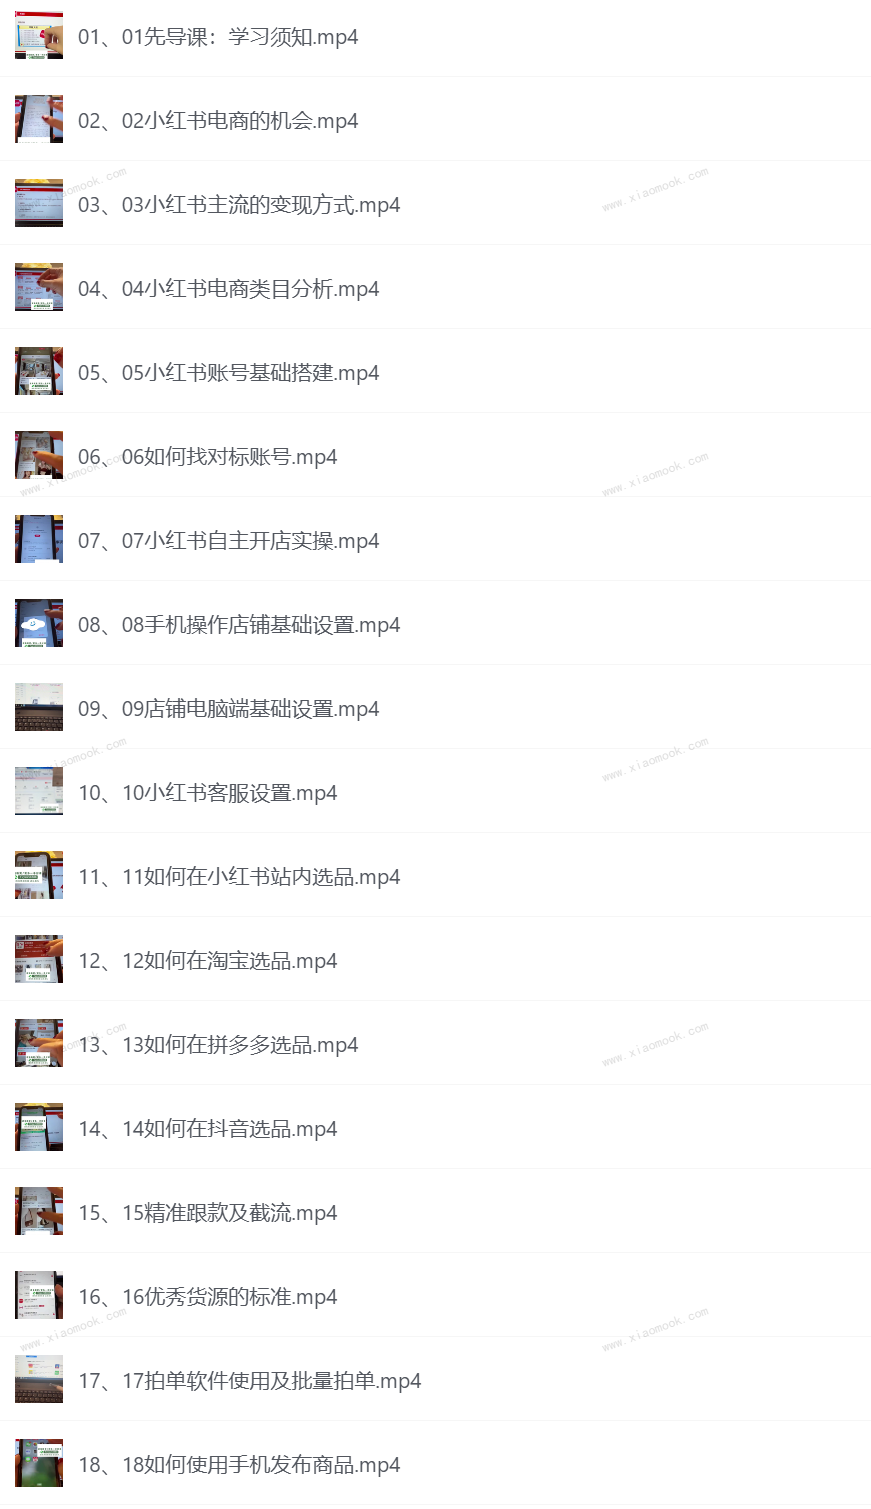 01、01先导课：学习须知.mp4
02、02小红书电商的机会.mp4
www.xiaomook.com
03、03小红书主流的变现方式.mp4
04、04小红书电商类目分析.mp4
05、05小红书账号基础搭建.mp4
06、06如何找对标账号.mp4
www.xiaomook.com
www.xiaomook.com
07、07小红书自主开店实操.mp4
08、08手机操作店铺基础设置.mp4
09、09店铺电脑端基础设置.mp4
www.xiaomook.com
10、10小红书客服设置.mp4
11、11如何在小红书站内选品.mp4
12、12如何在淘宝选品.mp4
13、13如何在拼多多选品.mp4
www.xiaomook.com
14、14如何在抖音选品.mp4
15、15精准跟款及截流.mp4
16、16优秀货源的标准.mp4
www.xiaomook.com
www.xiaomook.com
17、17拍单软件使用及批量拍单.mp4
18、18如何使用手机发布商品.mp4